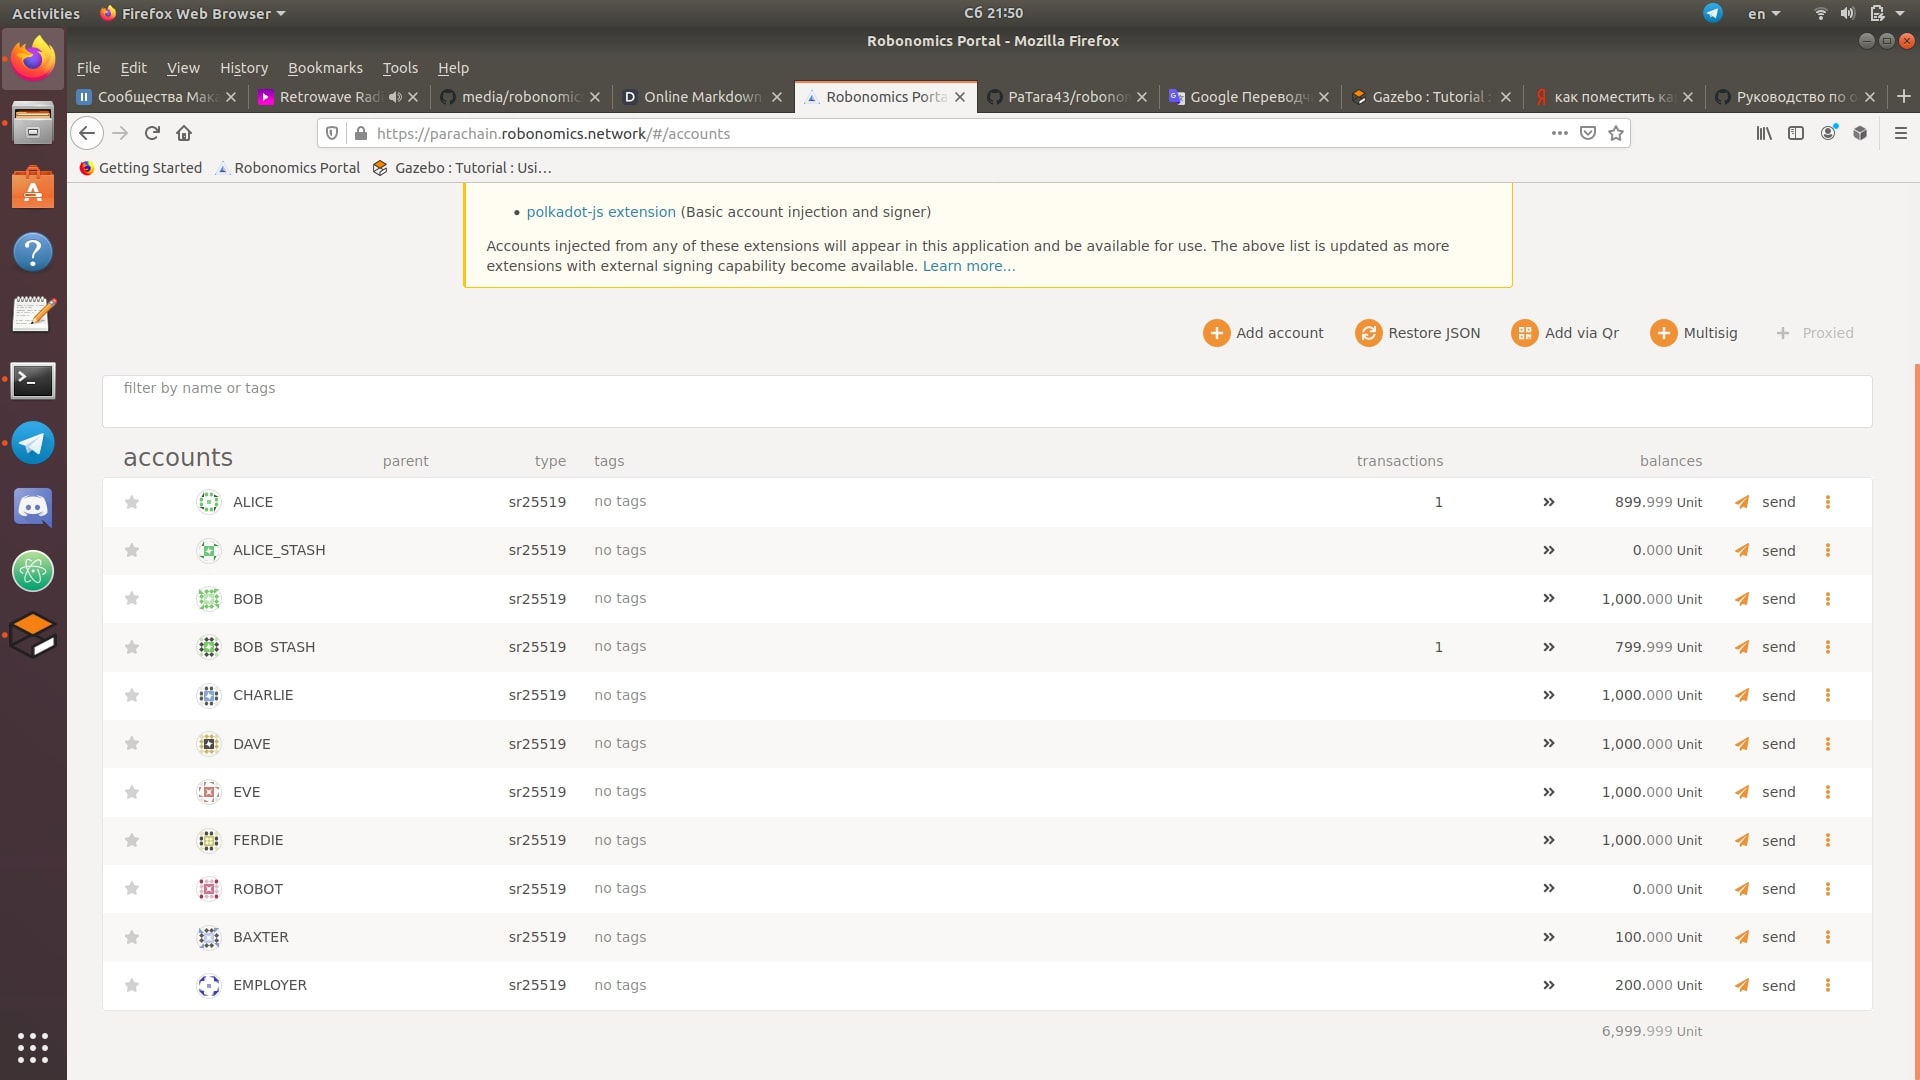 Activities Firefox Web Browser Сб 21:50 en
Robonomics Portal - Mozilla Firefox
File Edit View History Bookmarks Tools Help
Сообщества Мака Retrowave Radi media/robonomic Online Markdown Robonomics Porta PaTara43/robonor Google Переводч Gazebo : Tutorial : как поместить ка Руководство по о
https://parachain.robonomics.network/#/accounts
Getting Started Robonomics Portal Gazebo : Tutorial : Usi...
• polkadot-js extension (Basic account injection and signer)
Accounts injected from any of these extensions will appear in this application and be available for use. The above list is updated as more
extensions with external signing capability become available. Learn more...
Add account Restore JSON Add via Qr Multisig Proxied
filter by name or tags
accounts parent type tags transactions balances
ALICE sr25519 no tags 1 899.999 Unit send
ALICE_STASH sr25519 no tags 0.000 Unit send
BOB sr25519 no tags 1,000.000 Unit send
BOB_STASH sr25519 no tags 1 799.999 Unit send
CHARLIE sr25519 no tags 1,000.000 Unit send
DAVE sr25519 no tags 1,000.000 Unit send
EVE sr25519 no tags 1,000.000 Unit send
FERDIE sr25519 no tags 1,000.000 Unit send
ROBOT sr25519 no tags 0.000 Unit send
BAXTER sr25519 no tags 100.000 Unit send
EMPLOYER sr25519 no tags 200.000 Unit send
6,999.999 Unit